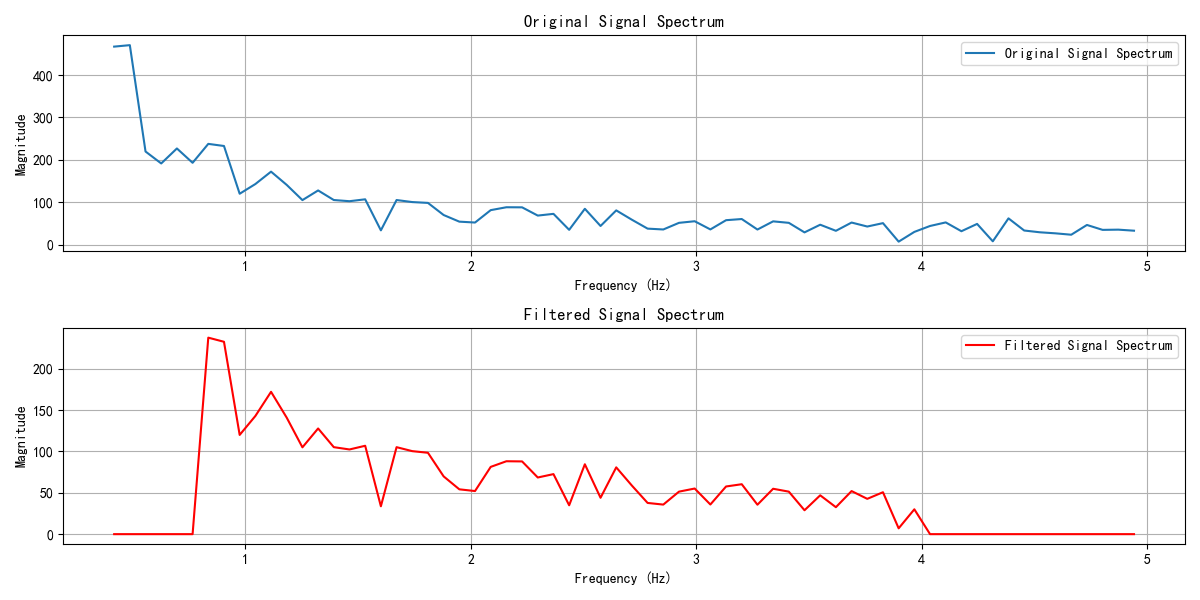 Original Signal Spectrum
Original Signal Spectrum
400
300
200
100
0
Magnitude
1 2 3 4 5
Frequency (Hz)
Filtered Signal Spectrum
Filtered Signal Spectrum
200
150
100
50
0
Magnitude
1 2 3 4 5
Frequency (Hz)